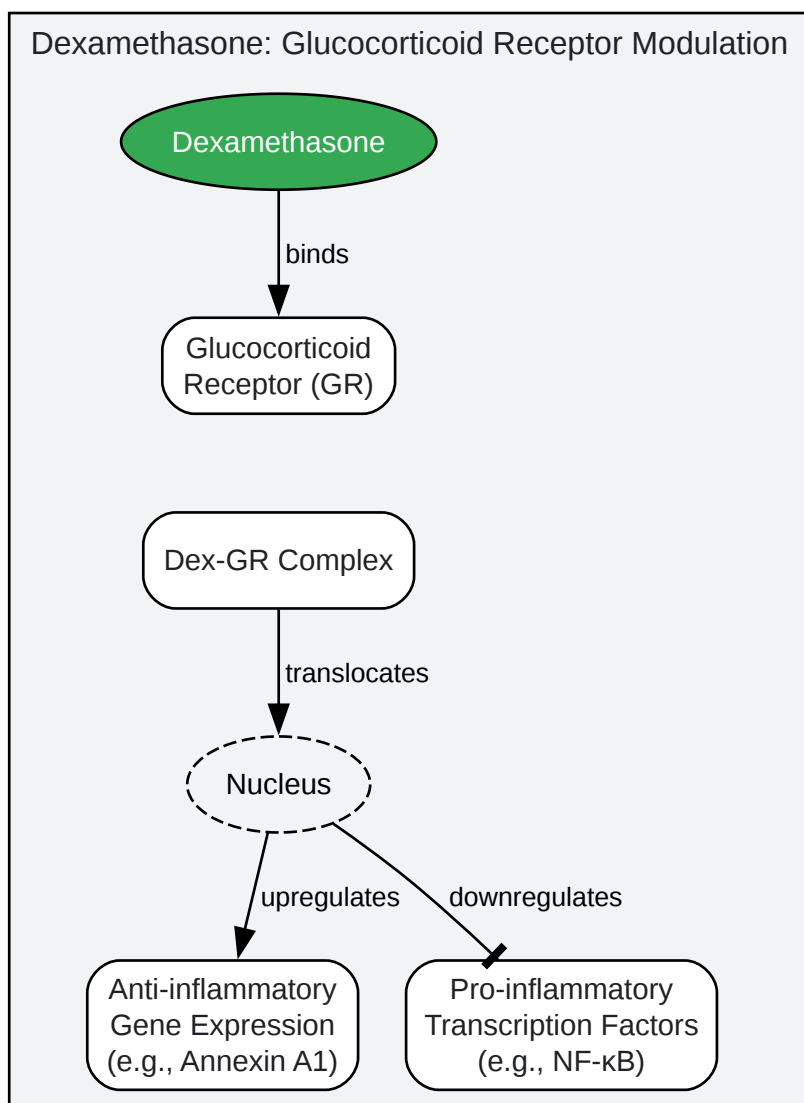 Dexamethasone: Glucocorticoid Receptor Modulation
Dexamethasone
binds
Glucocorticoid
Receptor (GR)
Dex-GR Complex
translocates
Nucleus
upregulates
downregulates
Anti-inflammatory
Gene Expression
(e.g., Annexin A1)
Pro-inflammatory
Transcription Factors
(e.g., NF-κB)